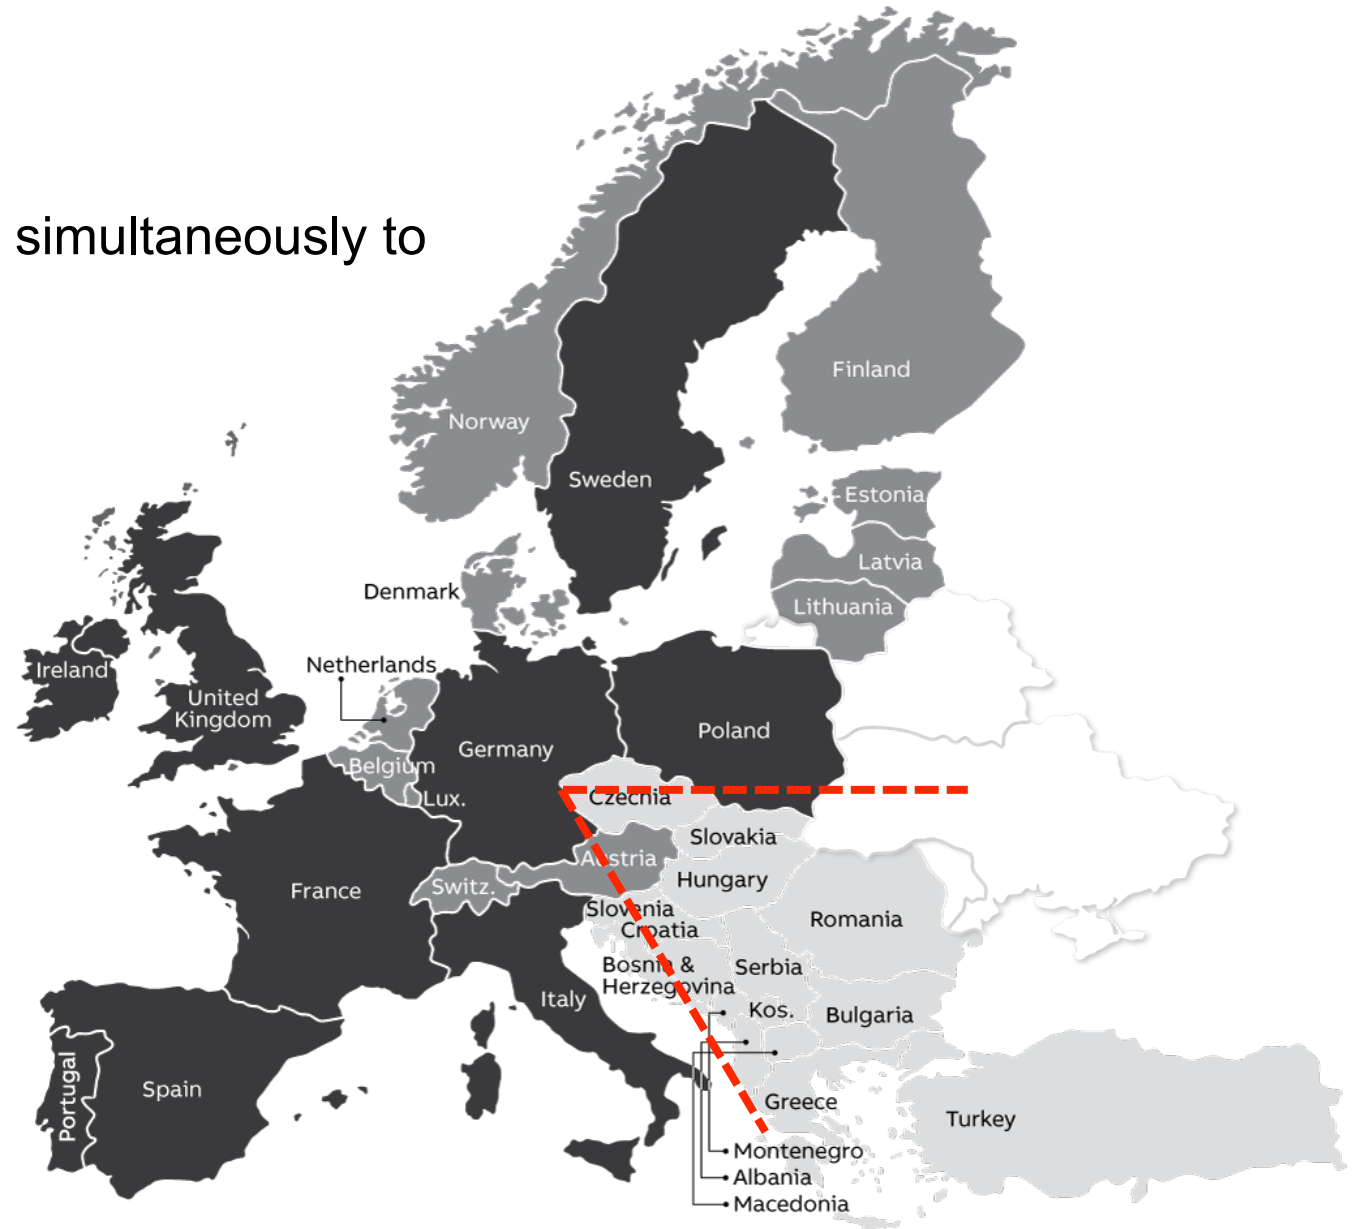 simultaneously to
Finland
Norway
Sweden
Estonia
Latvia
Denmark
Lithuania
Netherlands
Ireland
United
Kingdom
Poland
Germany
Belgium
Lux.
Czechia
Slovakia
Austria
Hungary
Switz.
France
Slovenia
Romania
Croatia
Bosnia &
Herzegovina
Serbia
Italy
Kos.
Bulgaria
Portugal
Spain
Greece
Turkey
Montenegro
Albania
Macedonia